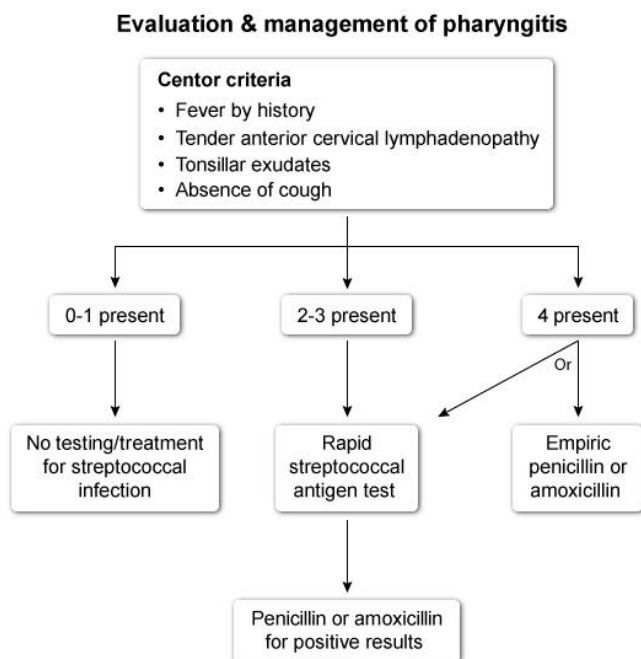 Evaluation & management of pharyngitis
Centor criteria
• Fever by history
• Tender anterior cervical lymphadenopathy
• Tonsillar exudates
• Absence of cough
0-1 present
2-3 present
4 present
Or
No testing/treatment
for streptococcal
infection
Rapid
streptococcal
antigen test
Empiric
penicillin or
amoxicillin
Penicillin or amoxicillin
for positive results